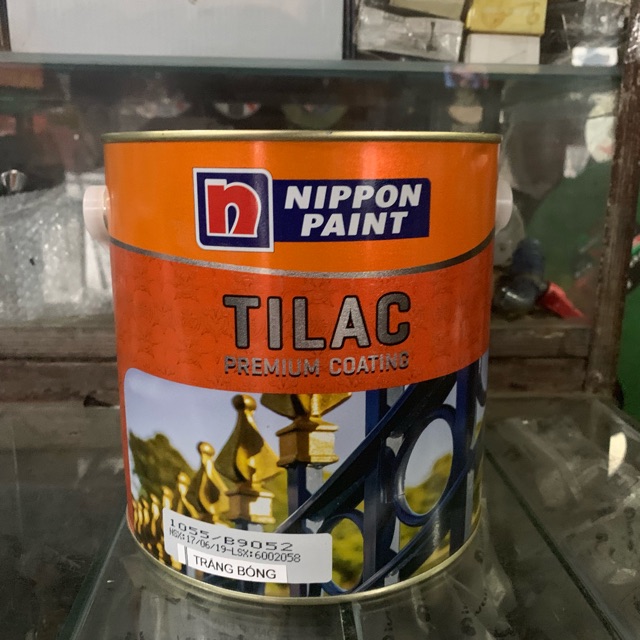 n
NIPPON
PAINT
TILAC
PREMIUM COATING
1055/B9052
NSX:17/06/19-LSX:6002058
TRẮNG BÓNG